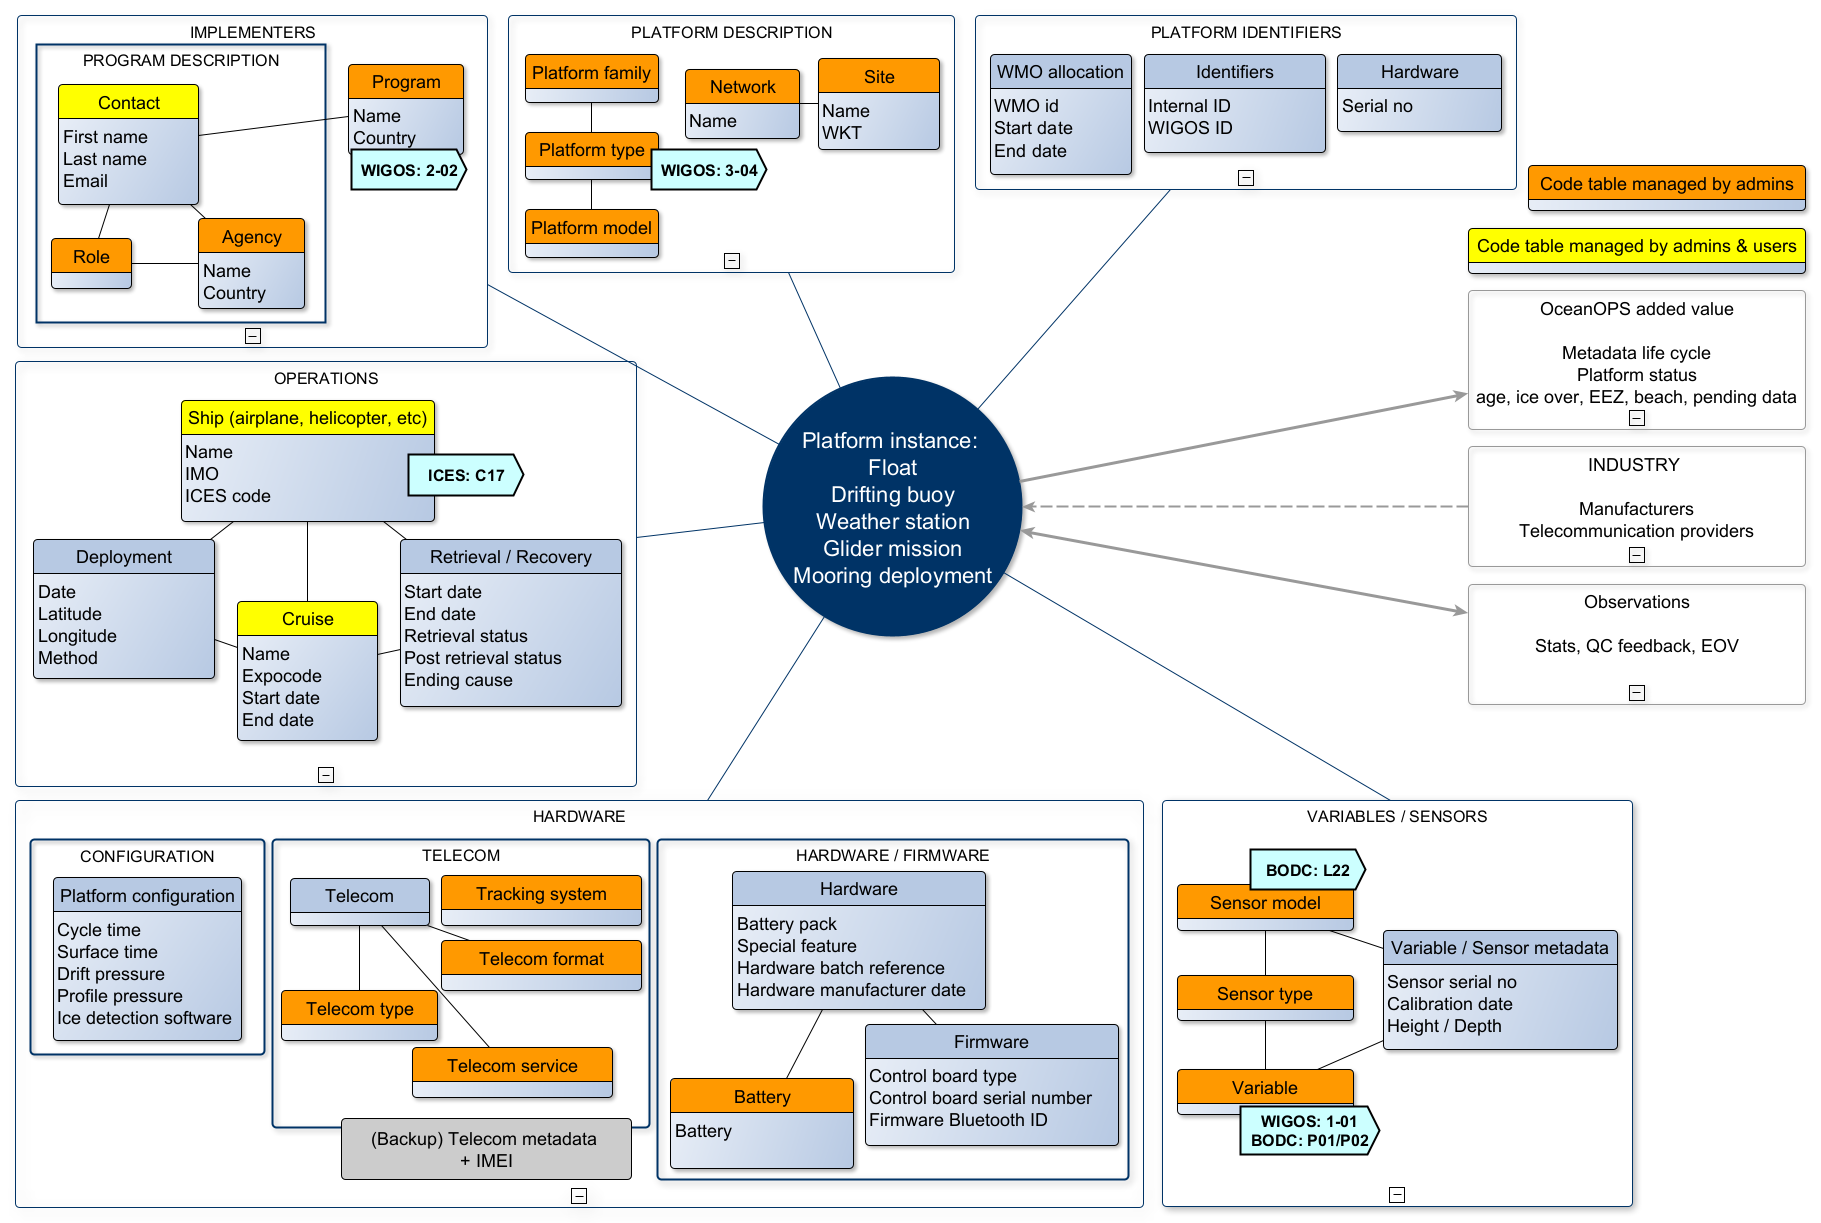 IMPLEMENTERS
PROGRAM DESCRIPTION
Contact
First name
Last name
Email
Role
Agency
Name
Country
Program
Name
Country
WIGOS: 2-02
PLATFORM DESCRIPTION
Platform family
Platform type
WIGOS: 3-04
Platform model
Network
Name
Site
Name
WKT
PLATFORM IDENTIFIERS
WMO allocation
WMO id
Start date
End date
Identifiers
Internal ID
WIGOS ID
Hardware
Serial no
Code table managed by admins
Code table managed by admins & users
OceanOPS added value
Metadata life cycle
Platform status
age, ice over, EEZ, beach, pending data
INDUSTRY
Manufacturers
Telecommunication providers
Observations
Stats, QC feedback, EOV
Platform instance:
Float
Drifting buoy
Weather station
Glider mission
Mooring deployment
OPERATIONS
Ship (airplane, helicopter, etc)
Name
IMO
ICES code
ICES: C17
Deployment
Date
Latitude
Longitude
Method
Cruise
Name
Expocode
Start date
End date
Retrieval / Recovery
Start date
End date
Retrieval status
Post retrieval status
Ending cause
HARDWARE
CONFIGURATION
Platform configuration
Cycle time
Surface time
Drift pressure
Profile pressure
Ice detection software
TELECOM
Telecom
Tracking system
Telecom format
Telecom type
Telecom service
(Backup) Telecom metadata
+ IMEI
HARDWARE / FIRMWARE
Hardware
Battery pack
Special feature
Hardware batch reference
Hardware manufacturer date
Battery
Battery
Firmware
Control board type
Control board serial number
Firmware Bluetooth ID
VARIABLES / SENSORS
BODC: L22
Sensor model
Sensor type
Variable
WIGOS: 1-01
BODC: P01/P02
Variable / Sensor metadata
Sensor serial no
Calibration date
Height / Depth